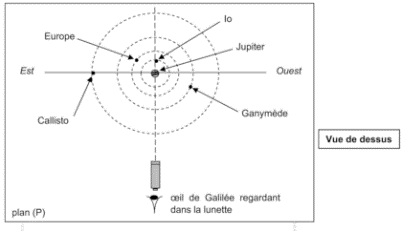 Io
Europe
Jupiter
Est
Ouest
Callisto
Ganymède
Vue de dessus
œil de Galilée regardant
dans la lunette
plan (P)